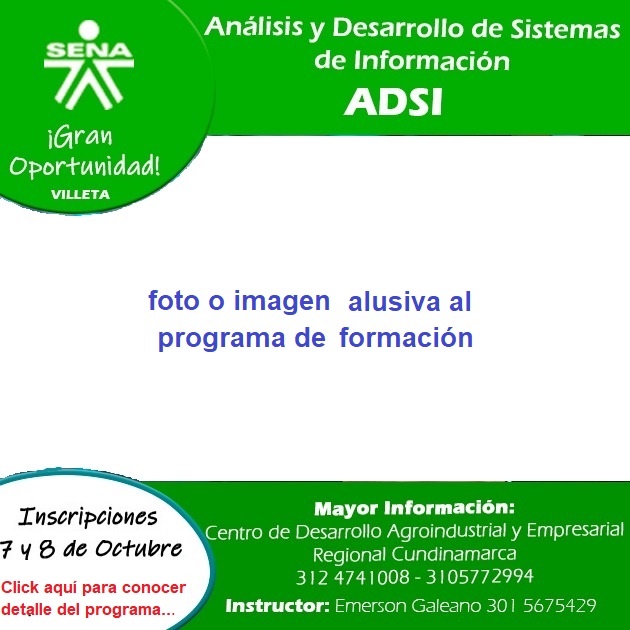 SENA
¡Gran
Oportunidad!
VILLETA
Análisis y Desarrollo de Sistemas
de Información
ADSI
foto o imagen alusiva al
programa de formación
Inscripciones
7 y 8 de Octubre
Click aquí para conocer
detalle del programa...
Mayor Información:
Centro de Desarrollo Agroindustrial y Empresarial
Regional Cundinamarca
312 4741008 - 3105772994
Instructor: Emerson Galeano 301 5675429